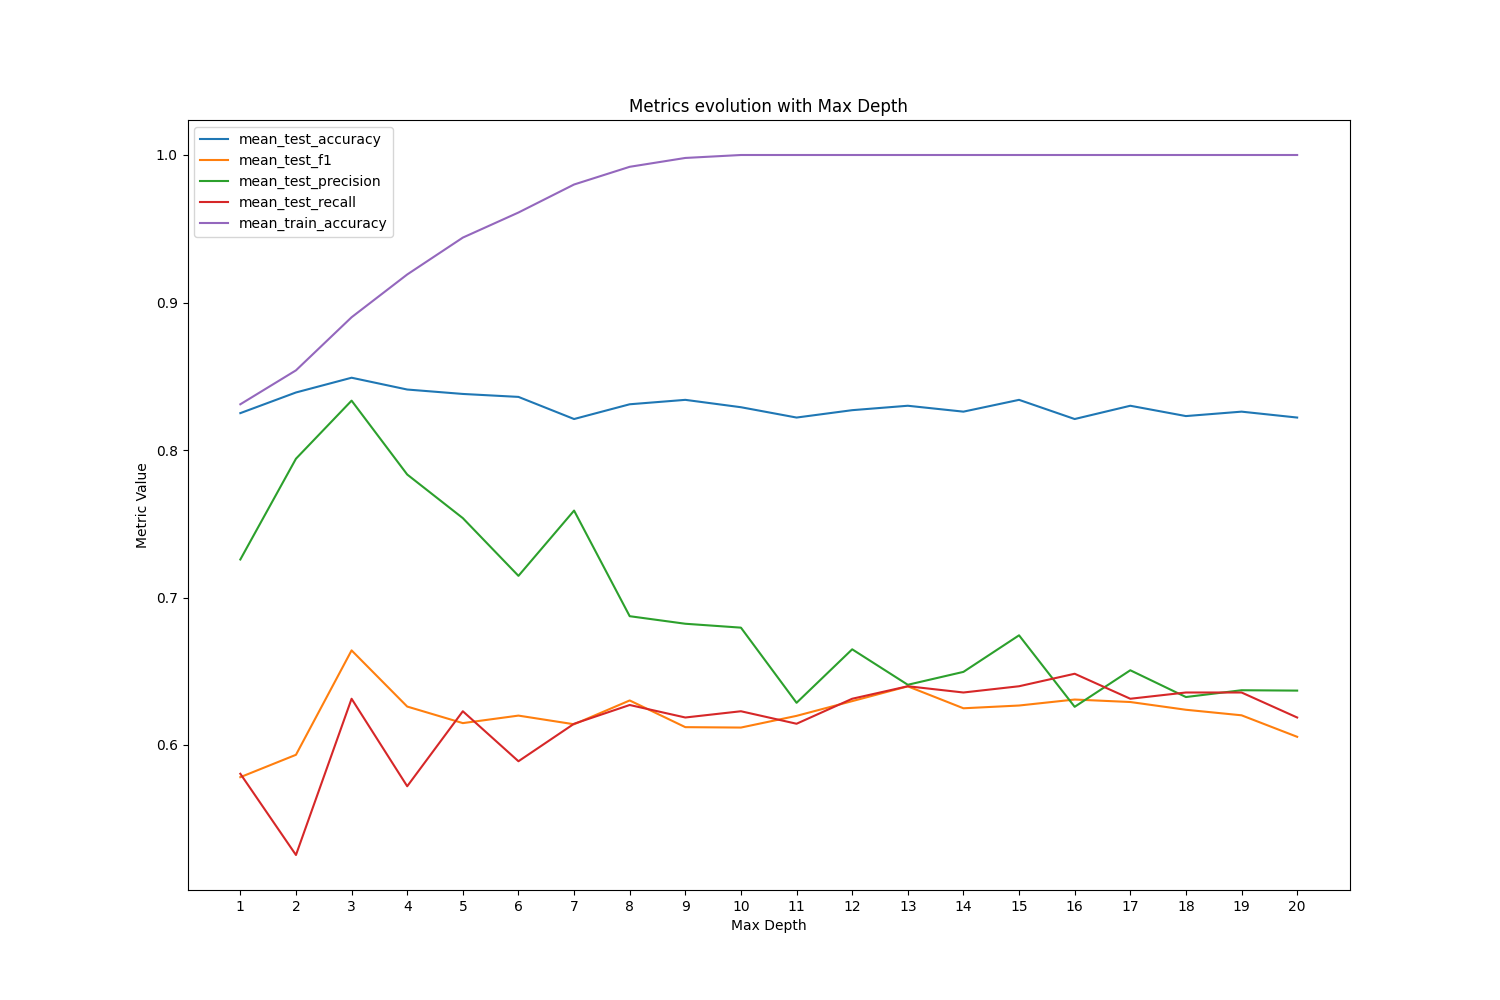 Metrics evolution with Max Depth
mean_test_accuracy
mean_test_f1
mean_test_precision
mean_test_recall
mean_train_accuracy
1.0
0.9
0.8
0.7
0.6
Metric Value
1 2 3 4 5 6 7 8 9 10 11 12 13 14 15 16 17 18 19 20
Max Depth